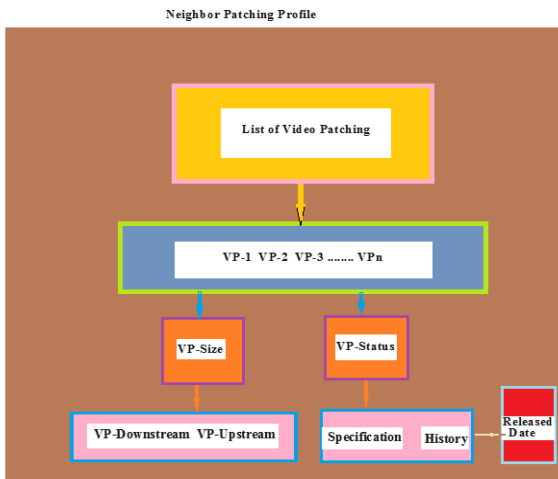 Neighbor Patching Profile
List of Video Patching
VP-1 VP-2 VP-3 ........ VPn
VP-Size
VP-Status
VP-Downstream VP-Upstream
Specification
History
Released
- Date